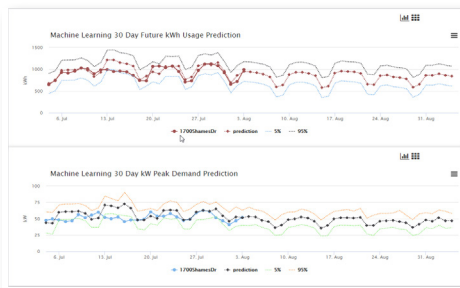 Machine Learning 30 Day Future kWh Usage Prediction
1500
1000
500
0
kWh
6. Jul 13. Jul 20. Jul 27. Jul 3. Aug 10. Aug 17. Aug 24. Aug 31. Aug
1700ShamesDr prediction 5% 95%
Machine Learning 30 Day kW Peak Demand Prediction
100
75
50
25
0
kW
6. Jul 13. Jul 20. Jul 27. Jul 3. Aug 10. Aug 17. Aug 24. Aug 31. Aug
1700ShamesDr prediction 5% 95%